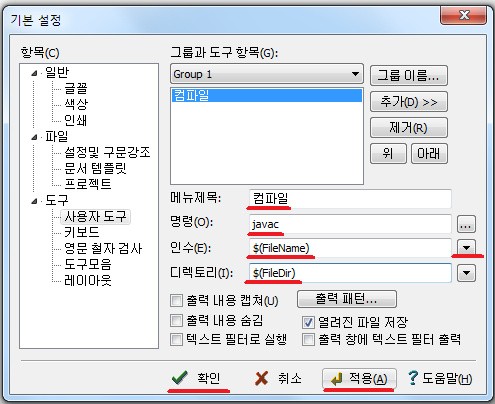 기본 설정
항목(C)
일반
글꼴
색상
인쇄
파일
설정및 구문강조
문서 템플릿
프로젝트
도구
사용자 도구
키보드
영문 철자 검사
도구모음
레이아웃
그룹과 도구 항목(G):
Group 1
그룹 이름...
컴파일
추가(D) >>
제거(R)
위 아래
메뉴제목: 컴파일
명령(O): javac ...
인수(E): $(FileName)
디렉토리(I): $(FileDir)
출력 내용 캡쳐(U) 출력 패턴...
출력 내용 숨김 열려진 파일 저장
텍스트 필터로 실행 출력 창에 텍스트 필터 출력
확인 취소 적용(A) 도움말(H)